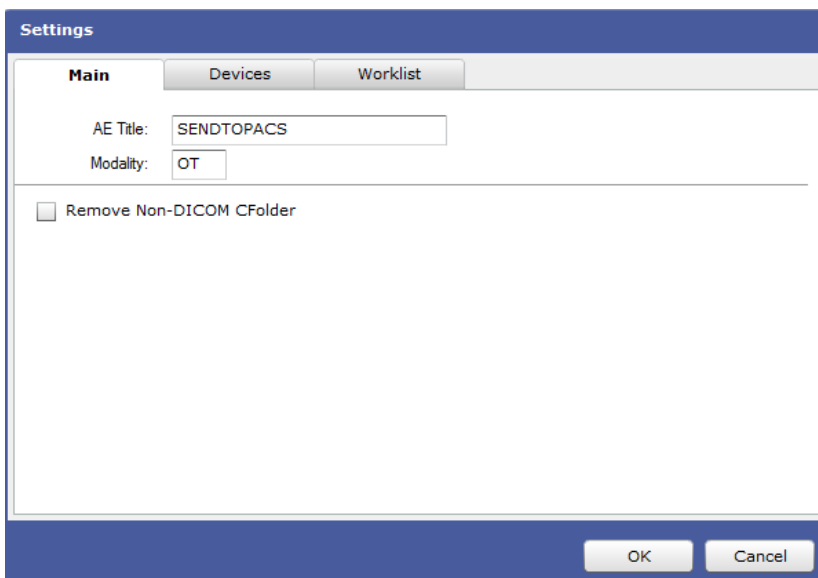 Settings
Main Devices Worklist
AE Title: SENDTOPACS
Modality: OT
Remove Non-DICOM CFolder
OK Cancel